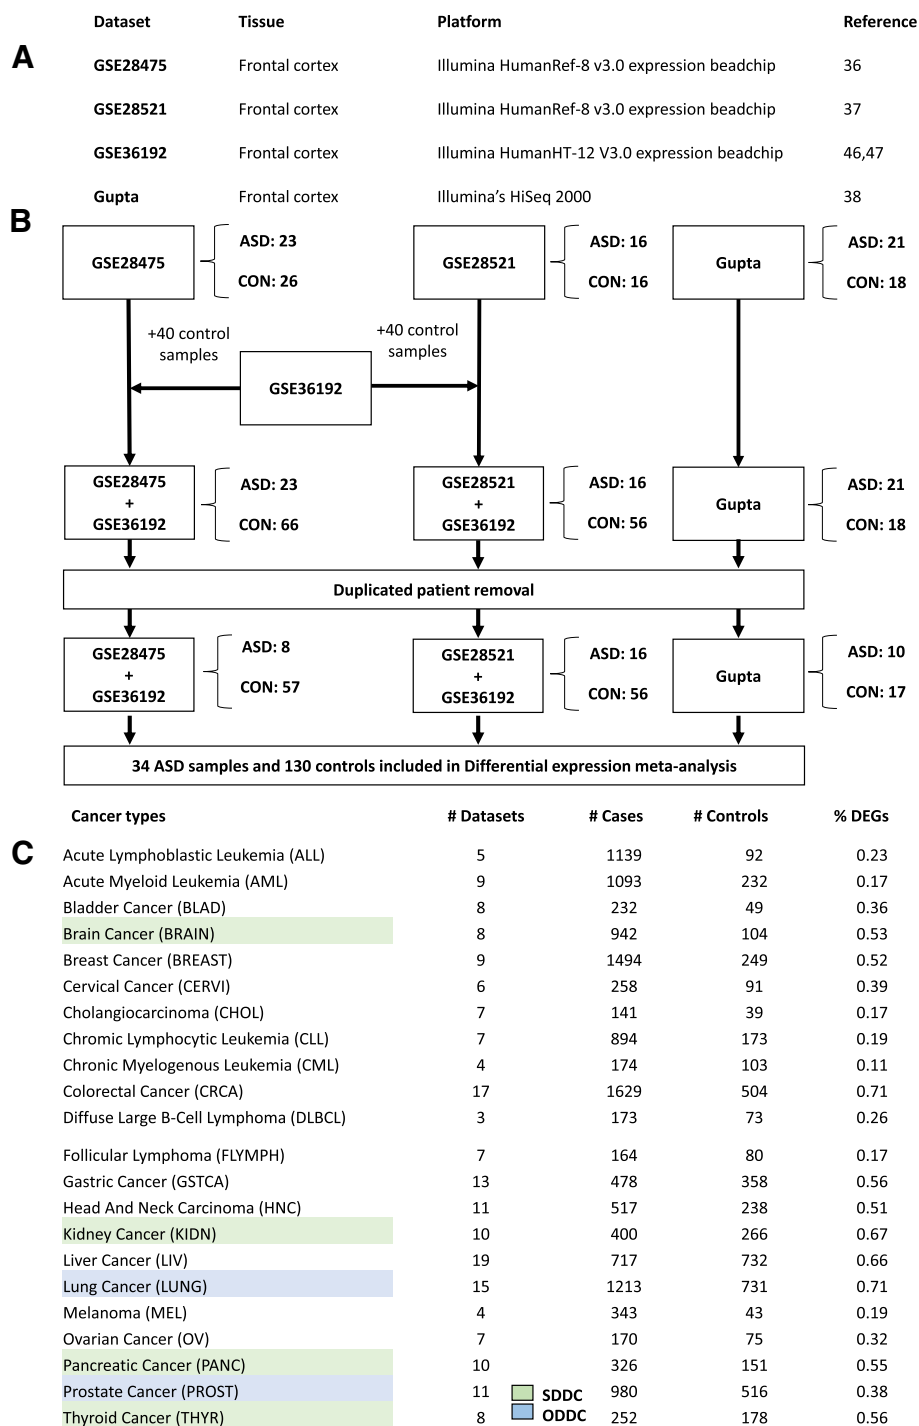 Dataset Tissue Platform Reference
A
GSE28475 Frontal cortex Illumina HumanRef-8 v3.0 expression beadchip 36
GSE28521 Frontal cortex Illumina HumanRef-8 v3.0 expression beadchip 37
GSE36192 Frontal cortex Illumina HumanHT-12 V3.0 expression beadchip 46,47
Gupta Frontal cortex Illumina's HiSeq 2000 38
B
GSE28475
ASD: 23
CON: 26
GSE28521
ASD: 16
CON: 16
Gupta
ASD: 21
CON: 18
+40 control
samples
+40 control
samples
GSE36192
GSE28475
+
GSE36192
ASD: 23
CON: 66
GSE28521
+
GSE36192
ASD: 16
CON: 56
Gupta
ASD: 21
CON: 18
Duplicated patient removal
GSE28475
+
GSE36192
ASD: 8
CON: 57
GSE28521
+
GSE36192
ASD: 16
CON: 56
Gupta
ASD: 10
CON: 17
34 ASD samples and 130 controls included in Differential expression meta-analysis
Cancer types # Datasets # Cases # Controls % DEGs
C
Acute Lymphoblastic Leukemia (ALL) 5 1139 92 0.23
Acute Myeloid Leukemia (AML) 9 1093 232 0.17
Bladder Cancer (BLAD) 8 232 49 0.36
Brain Cancer (BRAIN) 8 942 104 0.53
Breast Cancer (BREAST) 9 1494 249 0.52
Cervical Cancer (CERVI) 6 258 91 0.39
Cholangiocarcinoma (CHOL) 7 141 39 0.17
Chromic Lymphocytic Leukemia (CLL) 7 894 173 0.19
Chronic Myelogenous Leukemia (CML) 4 174 103 0.11
Colorectal Cancer (CRCA) 17 1629 504 0.71
Diffuse Large B-Cell Lymphoma (DLBCL) 3 173 73 0.26
Follicular Lymphoma (FLYMPH) 7 164 80 0.17
Gastric Cancer (GSTCA) 13 478 358 0.56
Head And Neck Carcinoma (HNC) 11 517 238 0.51
Kidney Cancer (KIDN) 10 400 266 0.67
Liver Cancer (LIV) 19 717 732 0.66
Lung Cancer (LUNG) 15 1213 731 0.71
Melanoma (MEL) 4 343 43 0.19
Ovarian Cancer (OV) 7 170 75 0.32
Pancreatic Cancer (PANC) 10 326 151 0.55
Prostate Cancer (PROST) 11 980 516 0.38
Thyroid Cancer (THYR) 8 252 178 0.56
SDDC
ODDC